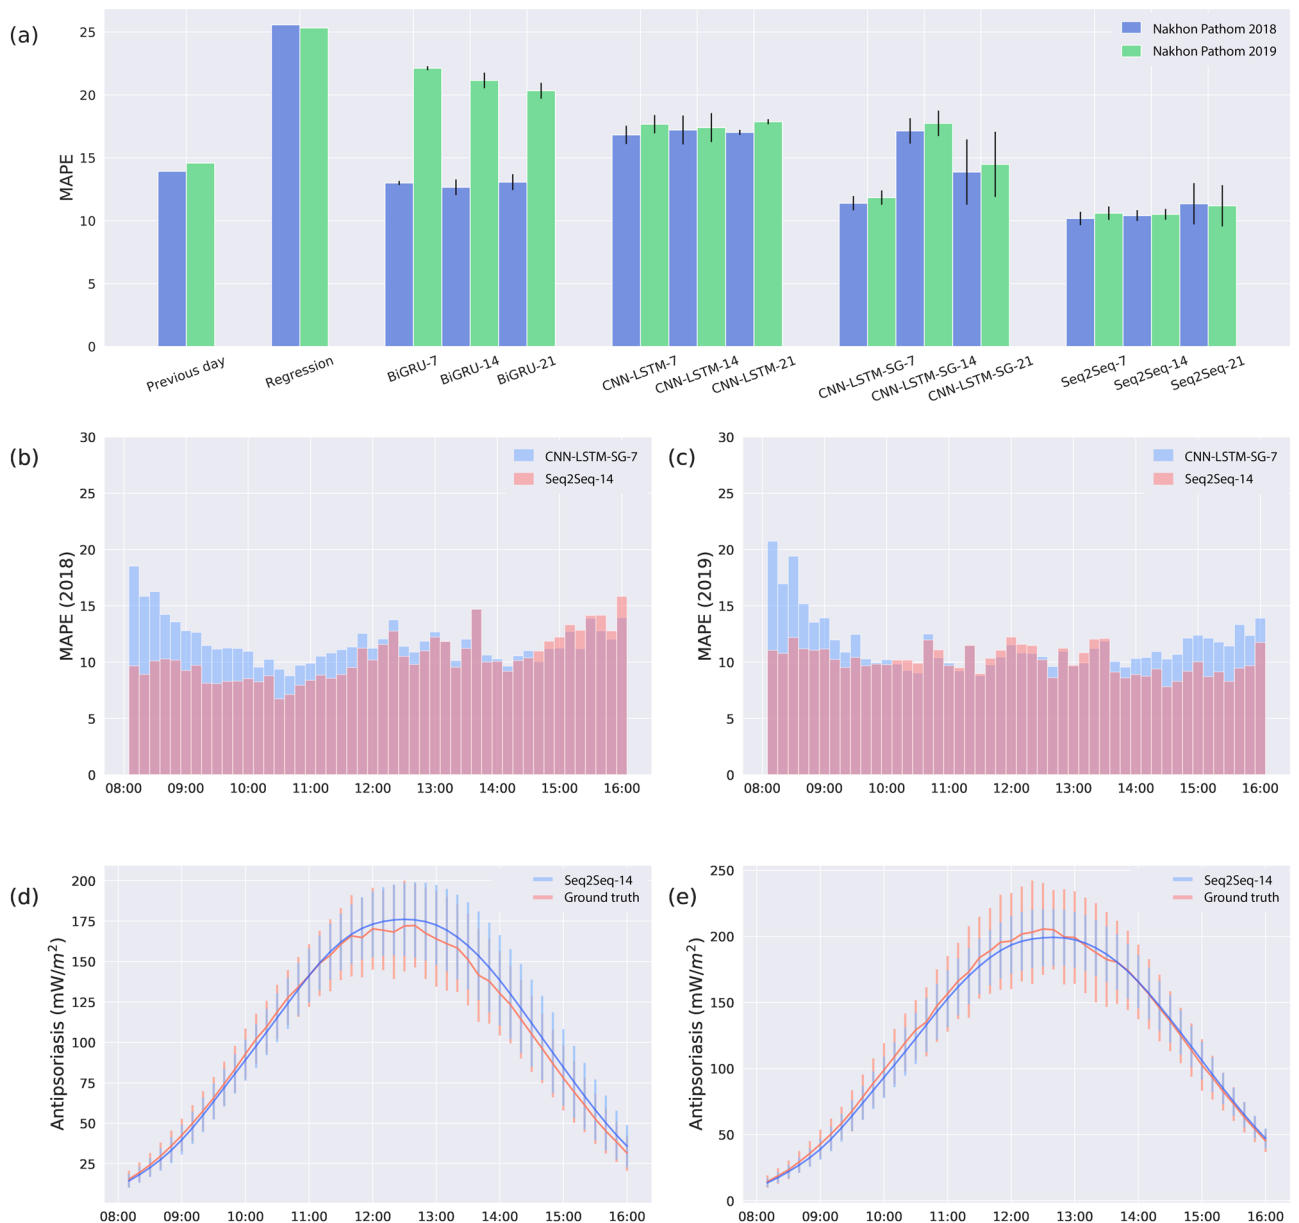 (a)
MAPE
25
20
15
10
5
0
Nakhon Pathom 2018
Nakhon Pathom 2019
Previous day
Regression
BiGRU-7
BiGRU-14
BiGRU-21
CNN-LSTM-7
CNN-LSTM-14
CNN-LSTM-21
CNN-LSTM-SG-7
CNN-LSTM-SG-14
CNN-LSTM-SG-21
Seq2Seq-7
Seq2Seq-14
Seq2Seq-21
(b)
MAPE (2018)
30
25
20
15
10
5
0
CNN-LSTM-SG-7
Seq2Seq-14
08:00 09:00 10:00 11:00 12:00 13:00 14:00 15:00 16:00
(c)
MAPE (2019)
30
25
20
15
10
5
0
CNN-LSTM-SG-7
Seq2Seq-14
08:00 09:00 10:00 11:00 12:00 13:00 14:00 15:00 16:00
(d)
Antipsoriasis (mW/m²)
200
175
150
125
100
75
50
25
Seq2Seq-14
Ground truth
08:00 09:00 10:00 11:00 12:00 13:00 14:00 15:00 16:00
(e)
Antipsoriasis (mW/m²)
250
200
150
100
50
0
Seq2Seq-14
Ground truth
08:00 09:00 10:00 11:00 12:00 13:00 14:00 15:00 16:00